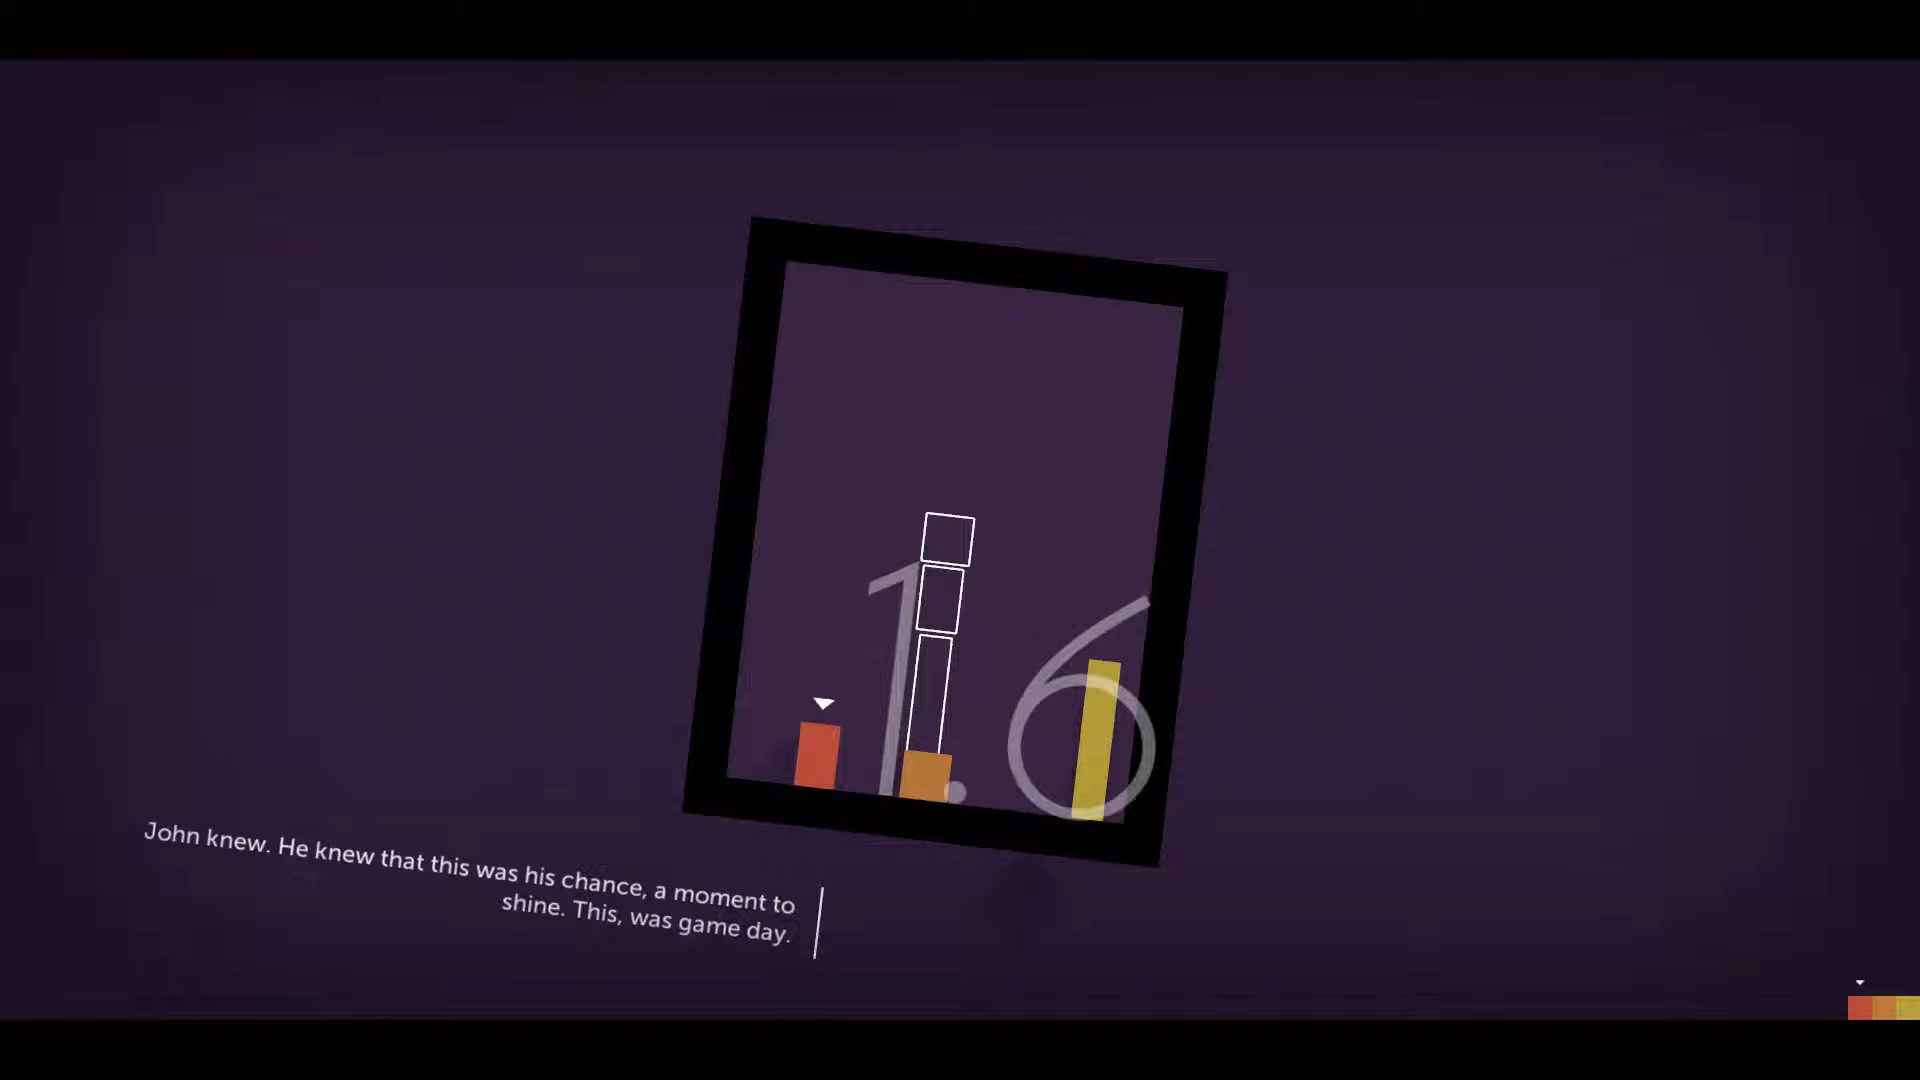 1.6
John knew. He knew that this was his chance, a moment to
shine. This, was game day.